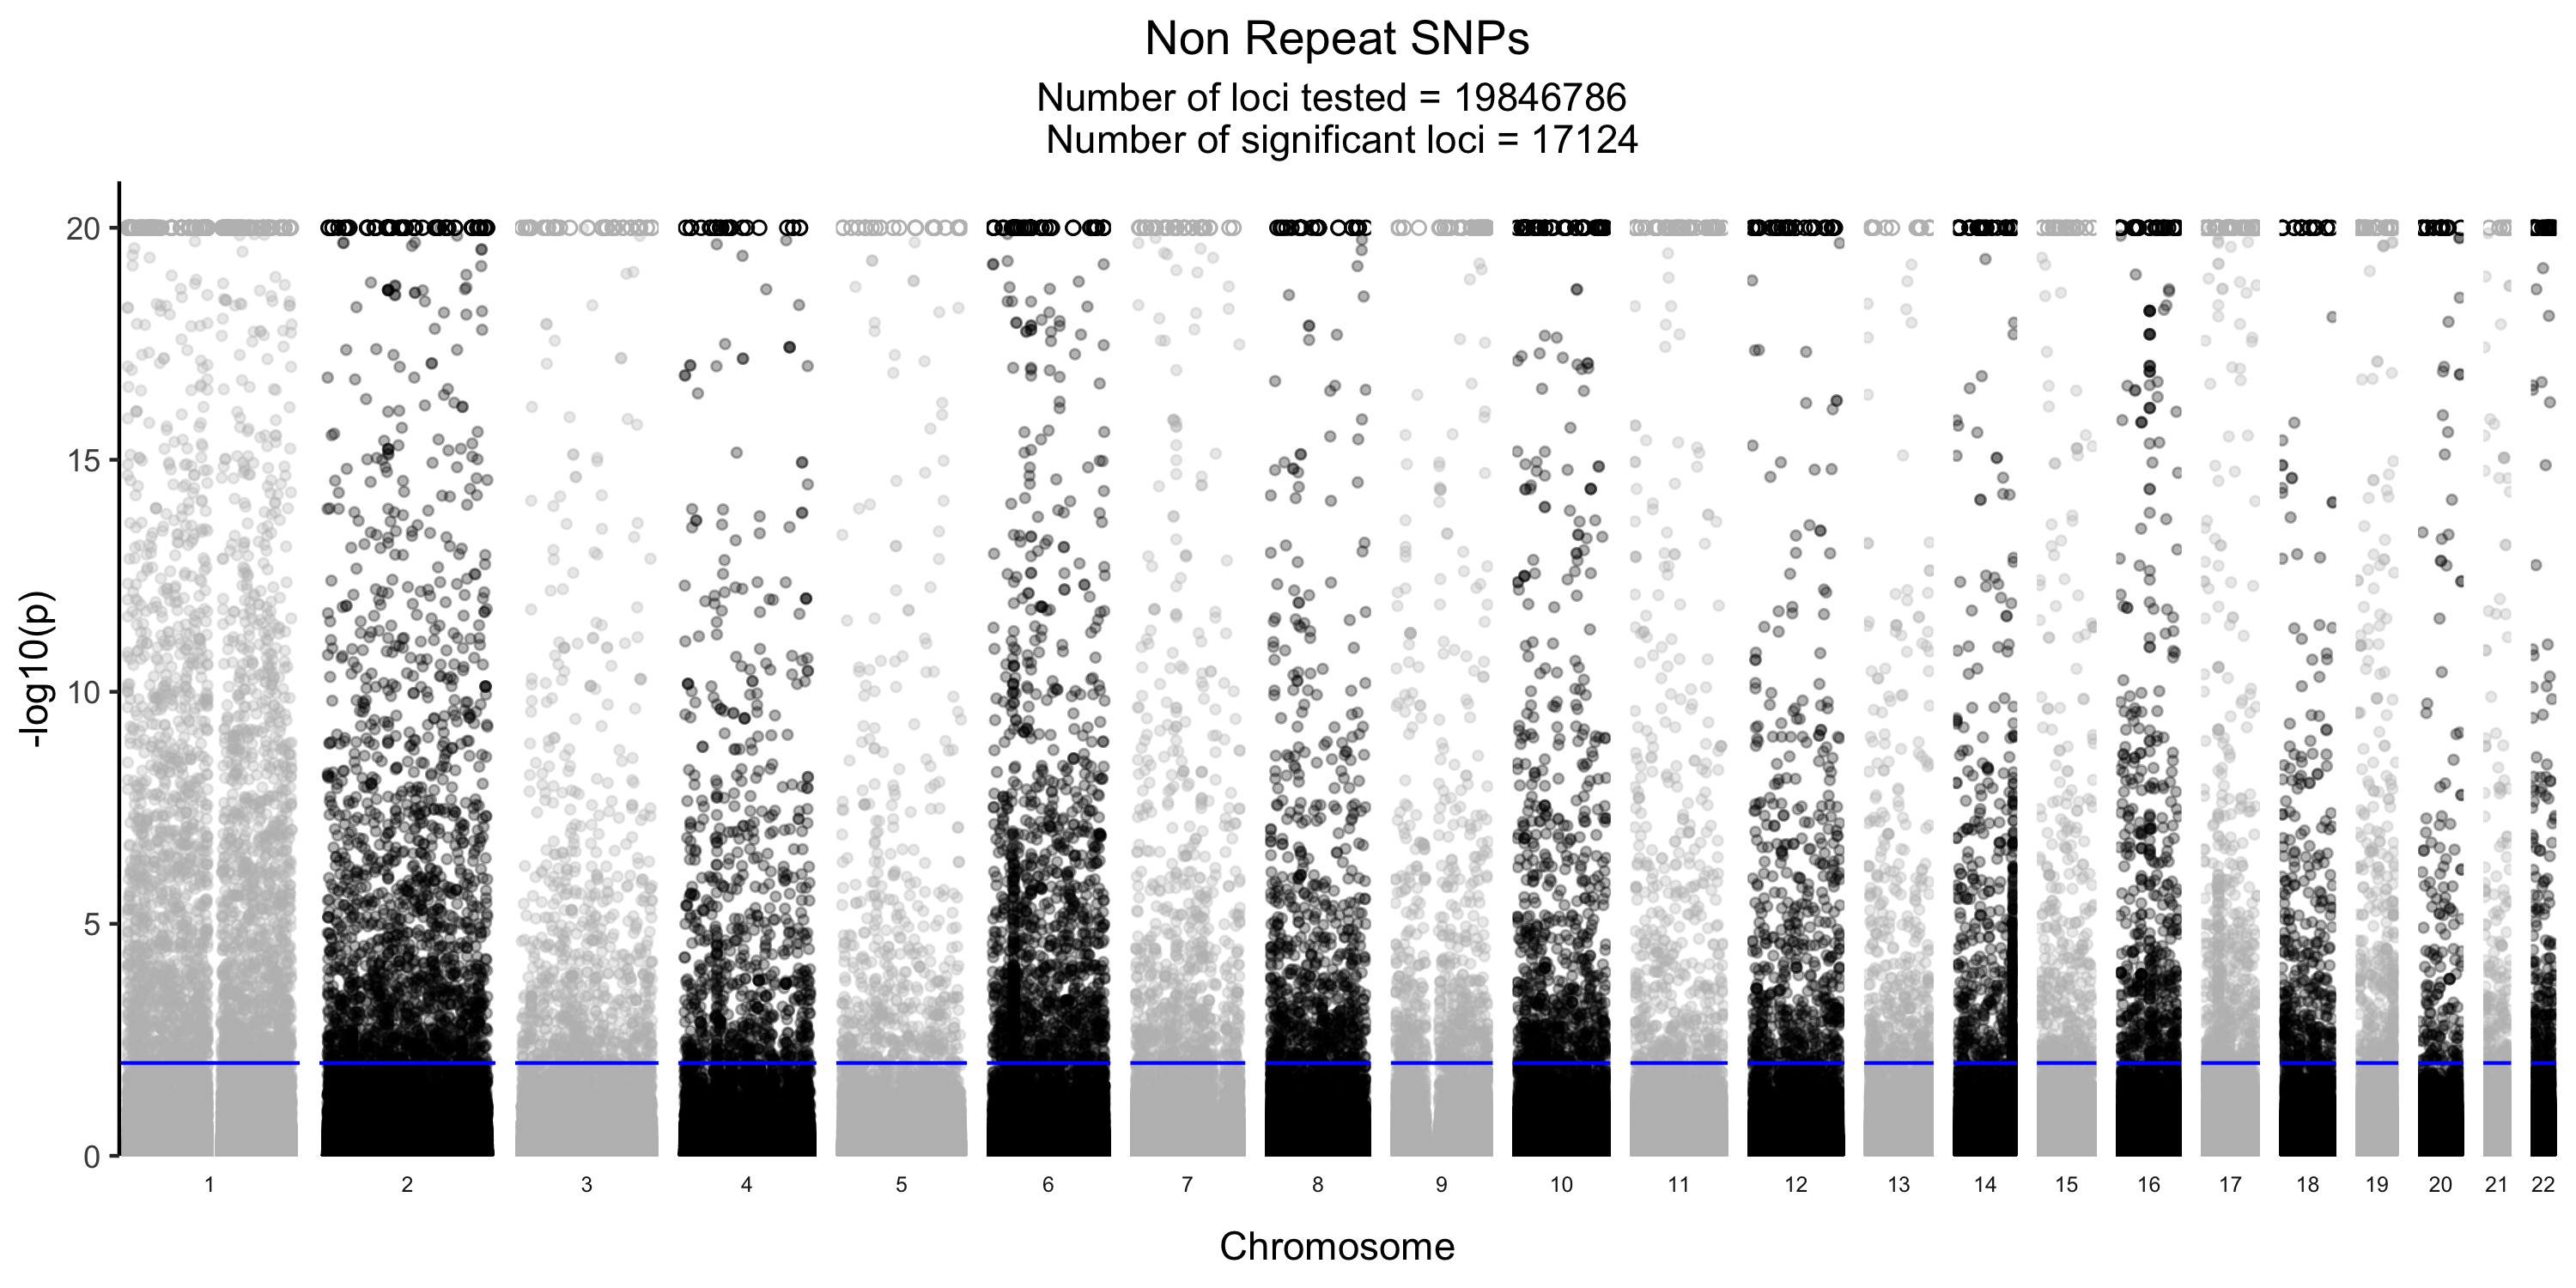 Non Repeat SNPs
Number of loci tested = 19846786
Number of significant loci = 17124
-log10(p)
20
15
10
5
0
1 2 3 4 5 6 7 8 9 10 11 12 13 14 15 16 17 18 19 20 21 22
Chromosome